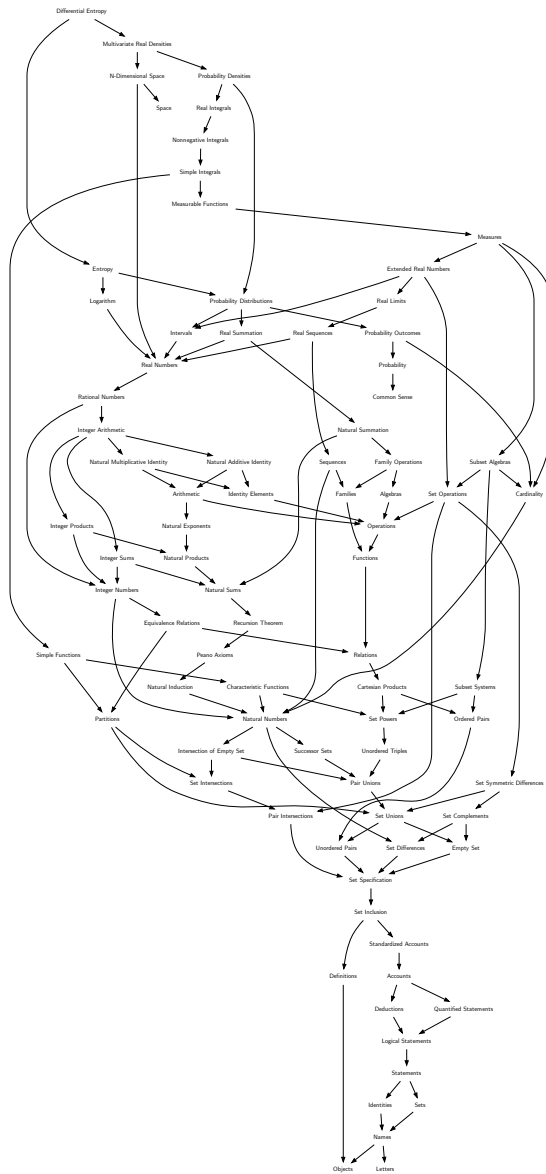 Differential Entropy
Multivariate Real Densities
N-Dimensional Space
Probability Densities
Space
Real Integrals
Nonnegative Integrals
Simple Integrals
Measurable Functions
Measures
Entropy
Extended Real Numbers
Logarithm
Probability Distributions
Real Limits
Intervals
Real Summation
Real Sequences
Probability Outcomes
Real Numbers
Probability
Rational Numbers
Common Sense
Integer Arithmetic
Natural Summation
Natural Multiplicative Identity
Natural Additive Identity
Sequences
Family Operations
Subset Algebras
Arithmetic
Identity Elements
Families
Algebras
Set Operations
Cardinality
Integer Products
Natural Exponents
Operations
Integer Sums
Natural Products
Functions
Integer Numbers
Natural Sums
Equivalence Relations
Recursion Theorem
Simple Functions
Peano Axioms
Relations
Natural Induction
Characteristic Functions
Cartesian Products
Subset Systems
Partitions
Natural Numbers
Set Powers
Ordered Pairs
Intersection of Empty Set
Successor Sets
Unordered Triples
Set Intersections
Pair Unions
Set Symmetric Differences
Pair Intersections
Set Unions
Set Complements
Unordered Pairs
Set Differences
Empty Set
Set Specification
Set Inclusion
Standardized Accounts
Definitions
Accounts
Deductions
Quantified Statements
Logical Statements
Statements
Identities
Sets
Names
Objects
Letters